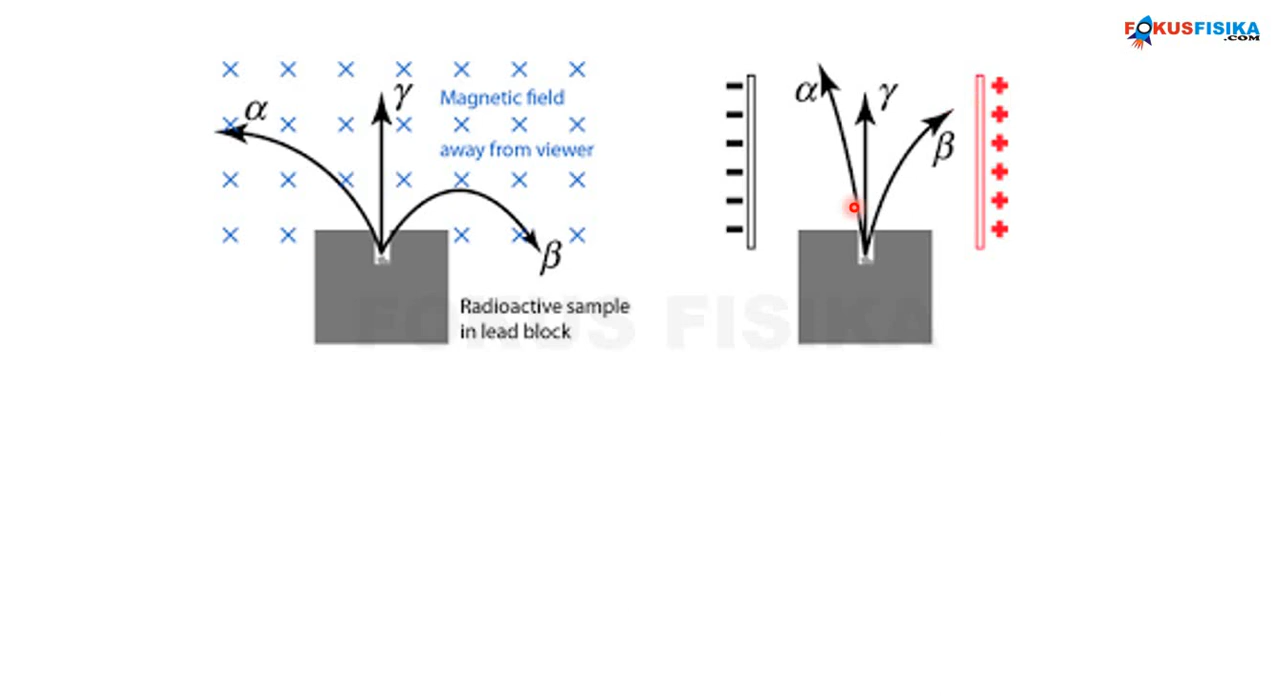 FOKUSFISIKA
.COM
α
γ
Magnetic field
away from viewer
β
Radioactive sample
in lead block
α
γ
β
FOKUS FISIKA